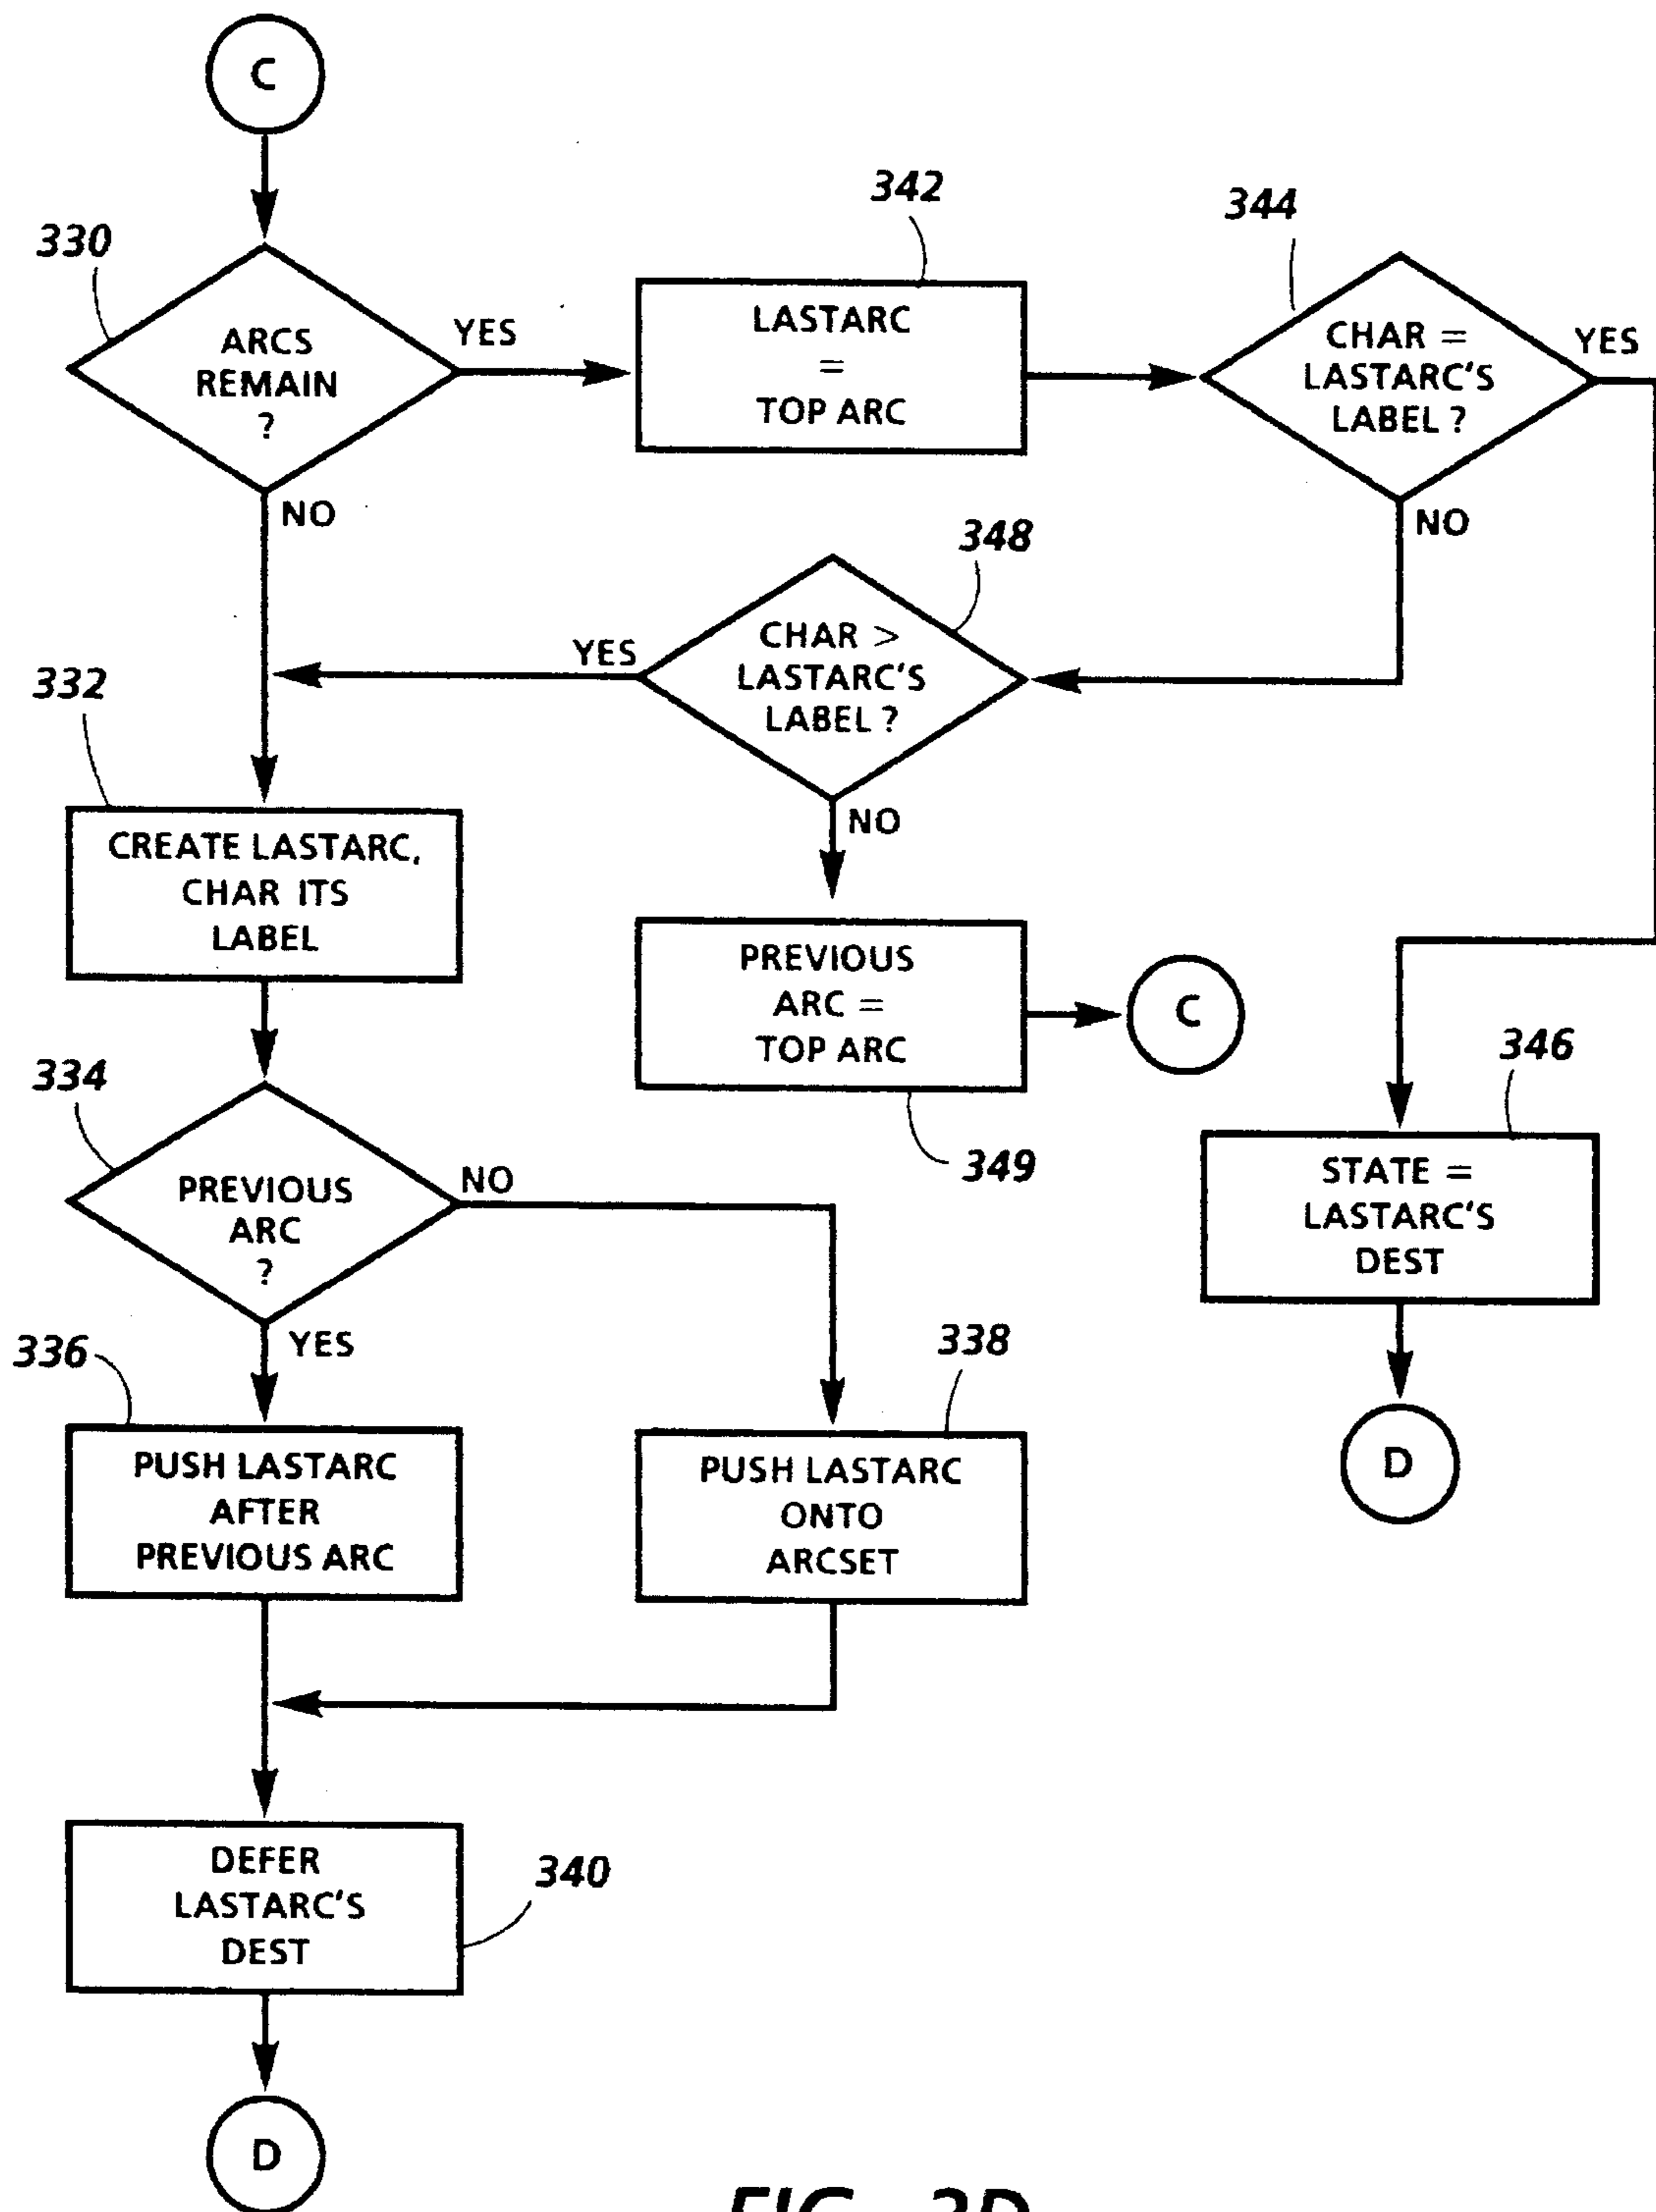 C
330
ARCS
REMAIN
?
YES
NO
342
LASTARC
=
TOP ARC
344
CHAR =
LASTARC'S
LABEL ?
YES
NO
348
CHAR >
LASTARC'S
LABEL ?
YES
NO
332
CREATE LASTARC,
CHAR ITS
LABEL
PREVIOUS
ARC =
TOP ARC
349
C
334
PREVIOUS
ARC
?
NO
YES
346
STATE =
LASTARC'S
DEST
D
336
PUSH LASTARC
AFTER
PREVIOUS ARC
338
PUSH LASTARC
ONTO
ARCSET
DEFER
LASTARC'S
DEST
340
D